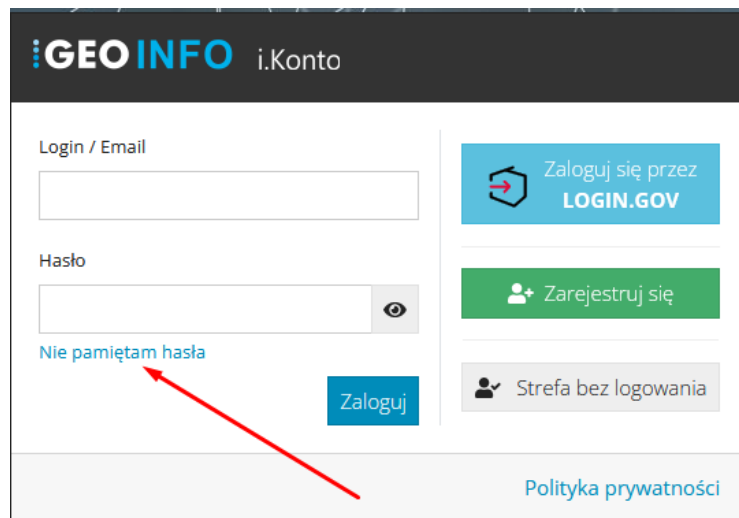 GEOINFO i.Konto
Login / Email
Hasło
Nie pamiętam hasła
Zaloguj
Zaloguj się przez
LOGIN.GOV
Zarejestruj się
Strefa bez logowania
Polityka prywatności